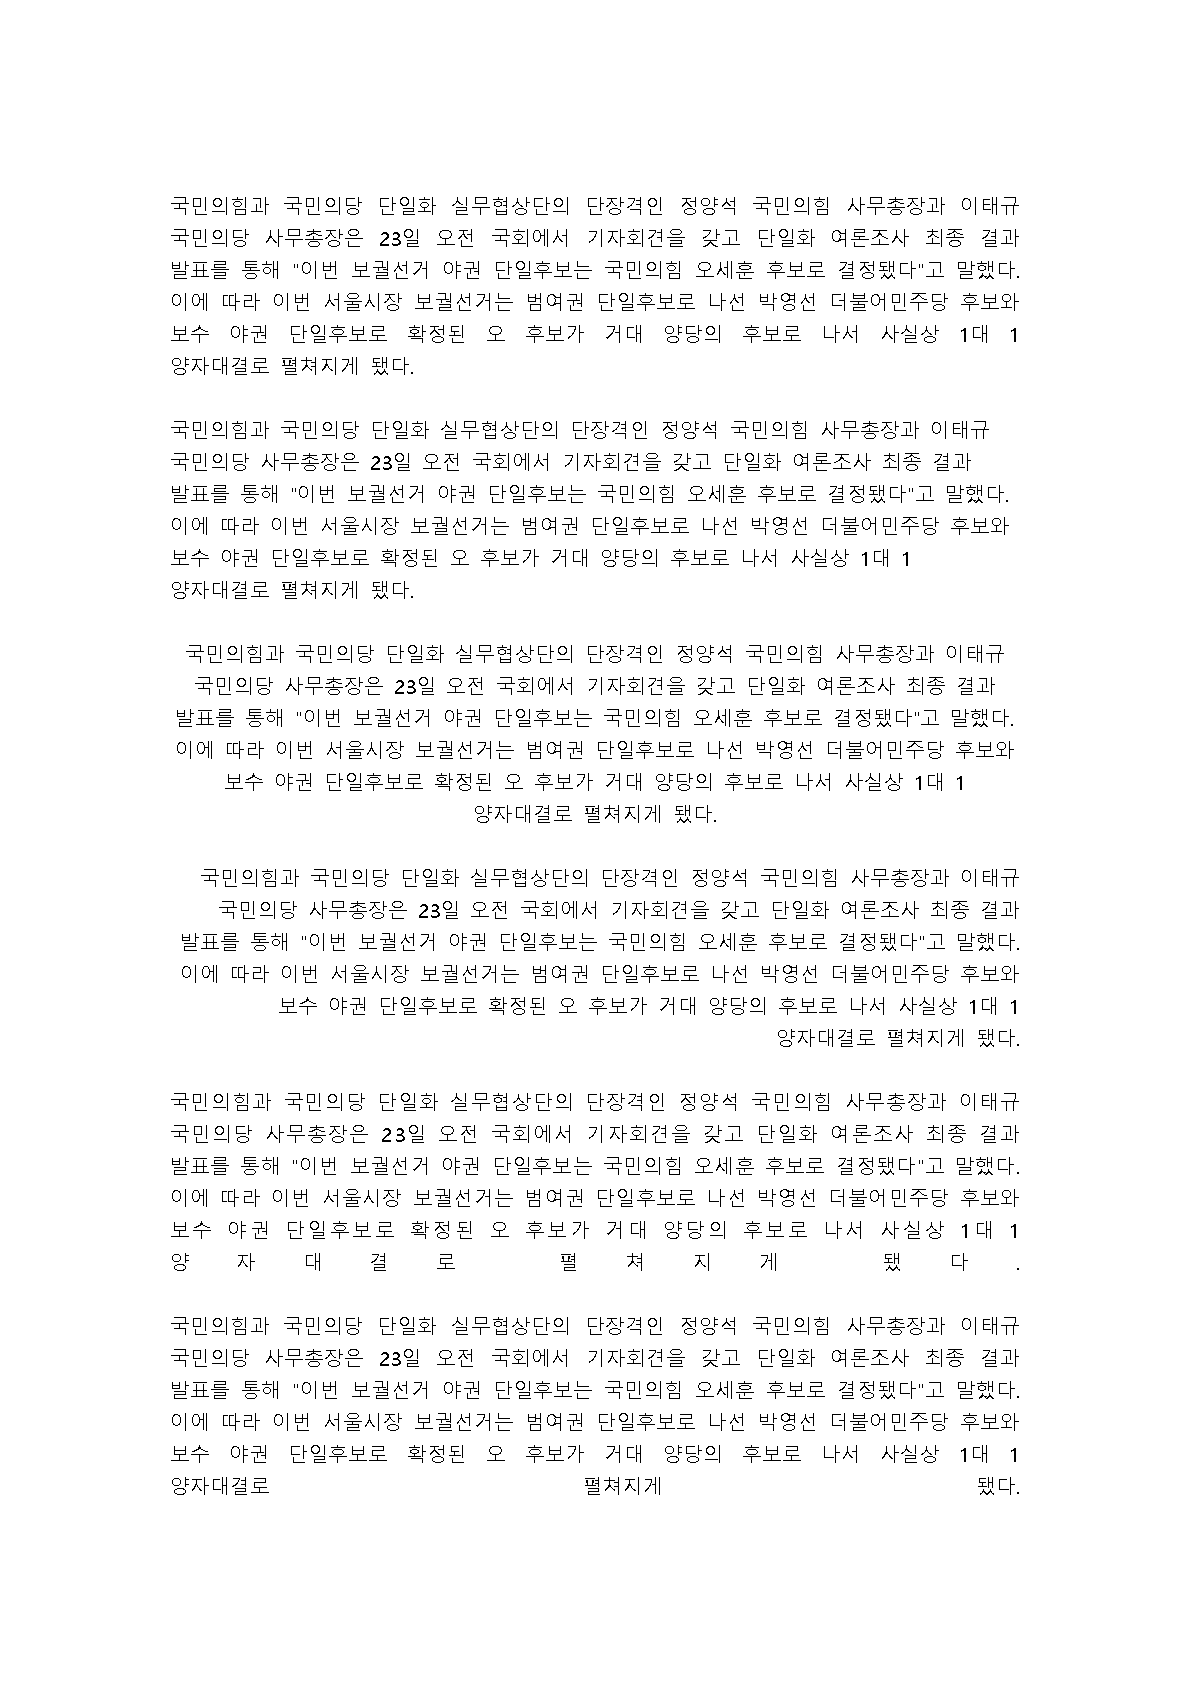 국민의힘과 국민의당 단일화 실무협상단의 단장격인 정양석 국민의힘 사무총장과 이태규
국민의당 사무총장은 23일 오전 국회에서 기자회견을 갖고 단일화 여론조사 최종 결과
발표를 통해 "이번 보궐선거 야권 단일후보는 국민의힘 오세훈 후보로 결정됐다"고 말했다.
이에 따라 이번 서울시장 보궐선거는 범여권 단일후보로 나선 박영선 더불어민주당 후보와
보수 야권 단일후보로 확정된 오 후보가 거대 양당의 후보로 나서 사실상 1대 1
양자대결로 펼쳐지게 됐다.
국민의힘과 국민의당 단일화 실무협상단의 단장격인 정양석 국민의힘 사무총장과 이태규
국민의당 사무총장은 23일 오전 국회에서 기자회견을 갖고 단일화 여론조사 최종 결과
발표를 통해 "이번 보궐선거 야권 단일후보는 국민의힘 오세훈 후보로 결정됐다"고 말했다.
이에 따라 이번 서울시장 보궐선거는 범여권 단일후보로 나선 박영선 더불어민주당 후보와
보수 야권 단일후보로 확정된 오 후보가 거대 양당의 후보로 나서 사실상 1대 1
양자대결로 펼쳐지게 됐다.
국민의힘과 국민의당 단일화 실무협상단의 단장격인 정양석 국민의힘 사무총장과 이태규
국민의당 사무총장은 23일 오전 국회에서 기자회견을 갖고 단일화 여론조사 최종 결과
발표를 통해 "이번 보궐선거 야권 단일후보는 국민의힘 오세훈 후보로 결정됐다"고 말했다.
이에 따라 이번 서울시장 보궐선거는 범여권 단일후보로 나선 박영선 더불어민주당 후보와
보수 야권 단일후보로 확정된 오 후보가 거대 양당의 후보로 나서 사실상 1대 1
양자대결로 펼쳐지게 됐다.
국민의힘과 국민의당 단일화 실무협상단의 단장격인 정양석 국민의힘 사무총장과 이태규
국민의당 사무총장은 23일 오전 국회에서 기자회견을 갖고 단일화 여론조사 최종 결과
발표를 통해 "이번 보궐선거 야권 단일후보는 국민의힘 오세훈 후보로 결정됐다"고 말했다.
이에 따라 이번 서울시장 보궐선거는 범여권 단일후보로 나선 박영선 더불어민주당 후보와
보수 야권 단일후보로 확정된 오 후보가 거대 양당의 후보로 나서 사실상 1대 1
양자대결로 펼쳐지게 됐다.
국민의힘과 국민의당 단일화 실무협상단의 단장격인 정양석 국민의힘 사무총장과 이태규
국민의당 사무총장은 23일 오전 국회에서 기자회견을 갖고 단일화 여론조사 최종 결과
발표를 통해 "이번 보궐선거 야권 단일후보는 국민의힘 오세훈 후보로 결정됐다"고 말했다.
이에 따라 이번 서울시장 보궐선거는 범여권 단일후보로 나선 박영선 더불어민주당 후보와
보수 야권 단일후보로 확정된 오 후보가 거대 양당의 후보로 나서 사실상 1대 1
양 자 대 결 로 펼 쳐 지 게 됐 다 .
국민의힘과 국민의당 단일화 실무협상단의 단장격인 정양석 국민의힘 사무총장과 이태규
국민의당 사무총장은 23일 오전 국회에서 기자회견을 갖고 단일화 여론조사 최종 결과
발표를 통해 "이번 보궐선거 야권 단일후보는 국민의힘 오세훈 후보로 결정됐다"고 말했다.
이에 따라 이번 서울시장 보궐선거는 범여권 단일후보로 나선 박영선 더불어민주당 후보와
보수 야권 단일후보로 확정된 오 후보가 거대 양당의 후보로 나서 사실상 1대 1
양자대결로 펼쳐지게 됐다.